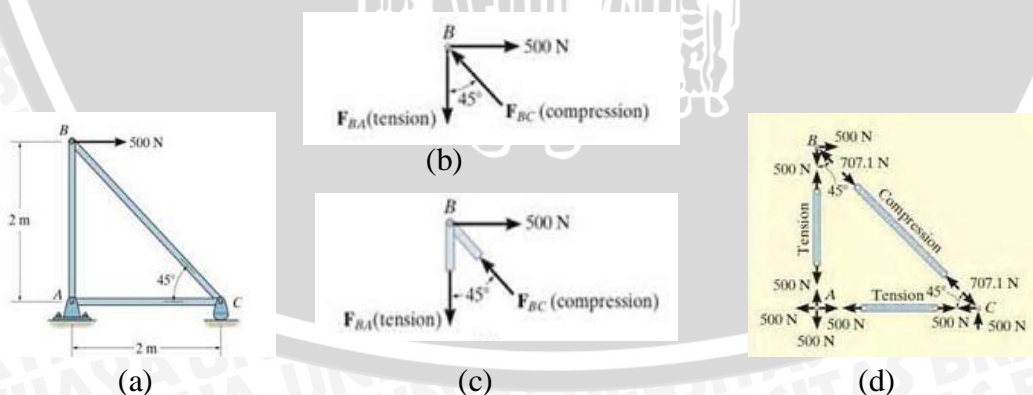 B
500 N
2 m
45°
A
C
2 m
(a)
B
500 N
45°
F_BA(tension)
F_BC (compression)
(b)
B
500 N
45°
F_BA(tension)
F_BC (compression)
(c)
B
500 N
500 N
707.1 N
45°
Tension
Compression
500 N
A
Tension
45°
707.1 N
C
500 N
500 N
500 N
500 N
500 N
(d)